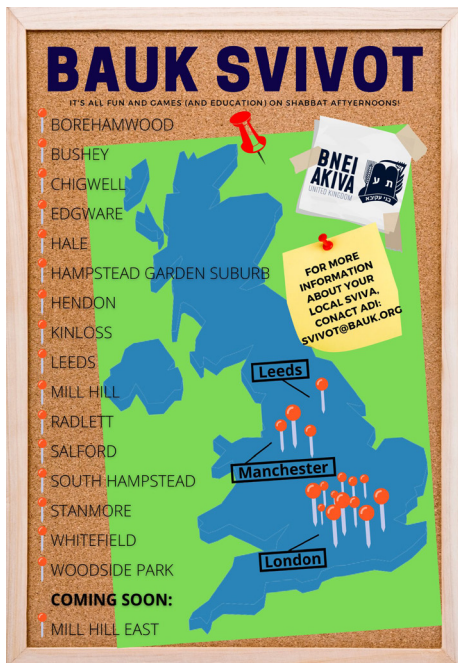 BAUK SVIVOT
IT'S ALL FUN AND GAMES (AND EDUCATION) ON SHABBAT AFTYERNOONS!
BOREHAMWOOD
BUSHEY
CHIGWELL
EDGWARE
HALE
HAMPSTEAD GARDEN SUBURB
HENDON
KINLOSS
LEEDS
MILL HILL
RADLETT
SALFORD
SOUTH HAMPSTEAD
STANMORE
WHITEFIELD
WOODSIDE PARK
COMING SOON:
MILL HILL EAST
BNEI
AKIVA
UNITED KINGDOM
ת ע
בני עקיבא
FOR MORE
INFORMATION
ABOUT YOUR
LOCAL SVIVA,
CONACT ADI:
SVIVOT@BAUK.ORG
Leeds
Manchester
London